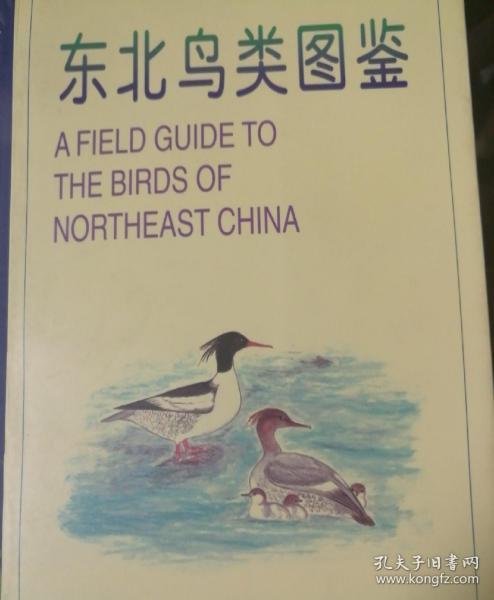 东北鸟类图鉴
A FIELD GUIDE TO
THE BIRDS OF
NORTHEAST CHINA
孔夫子旧书网
www.kongfz.com